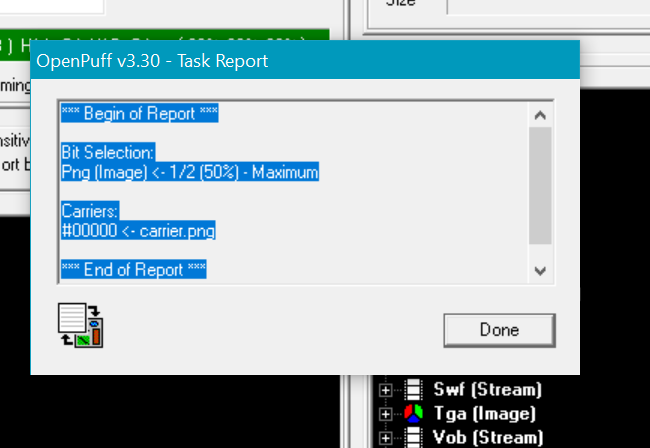 Size
OpenPuff v3.30 - Task Report
*** Begin of Report ***
Bit Selection:
Png (Image) <- 1/2 (50%) - Maximum
Carriers:
#00000 <- carrier.png
*** End of Report ***
Done
Swf (Stream)
Tga (Image)
Vob (Stream)